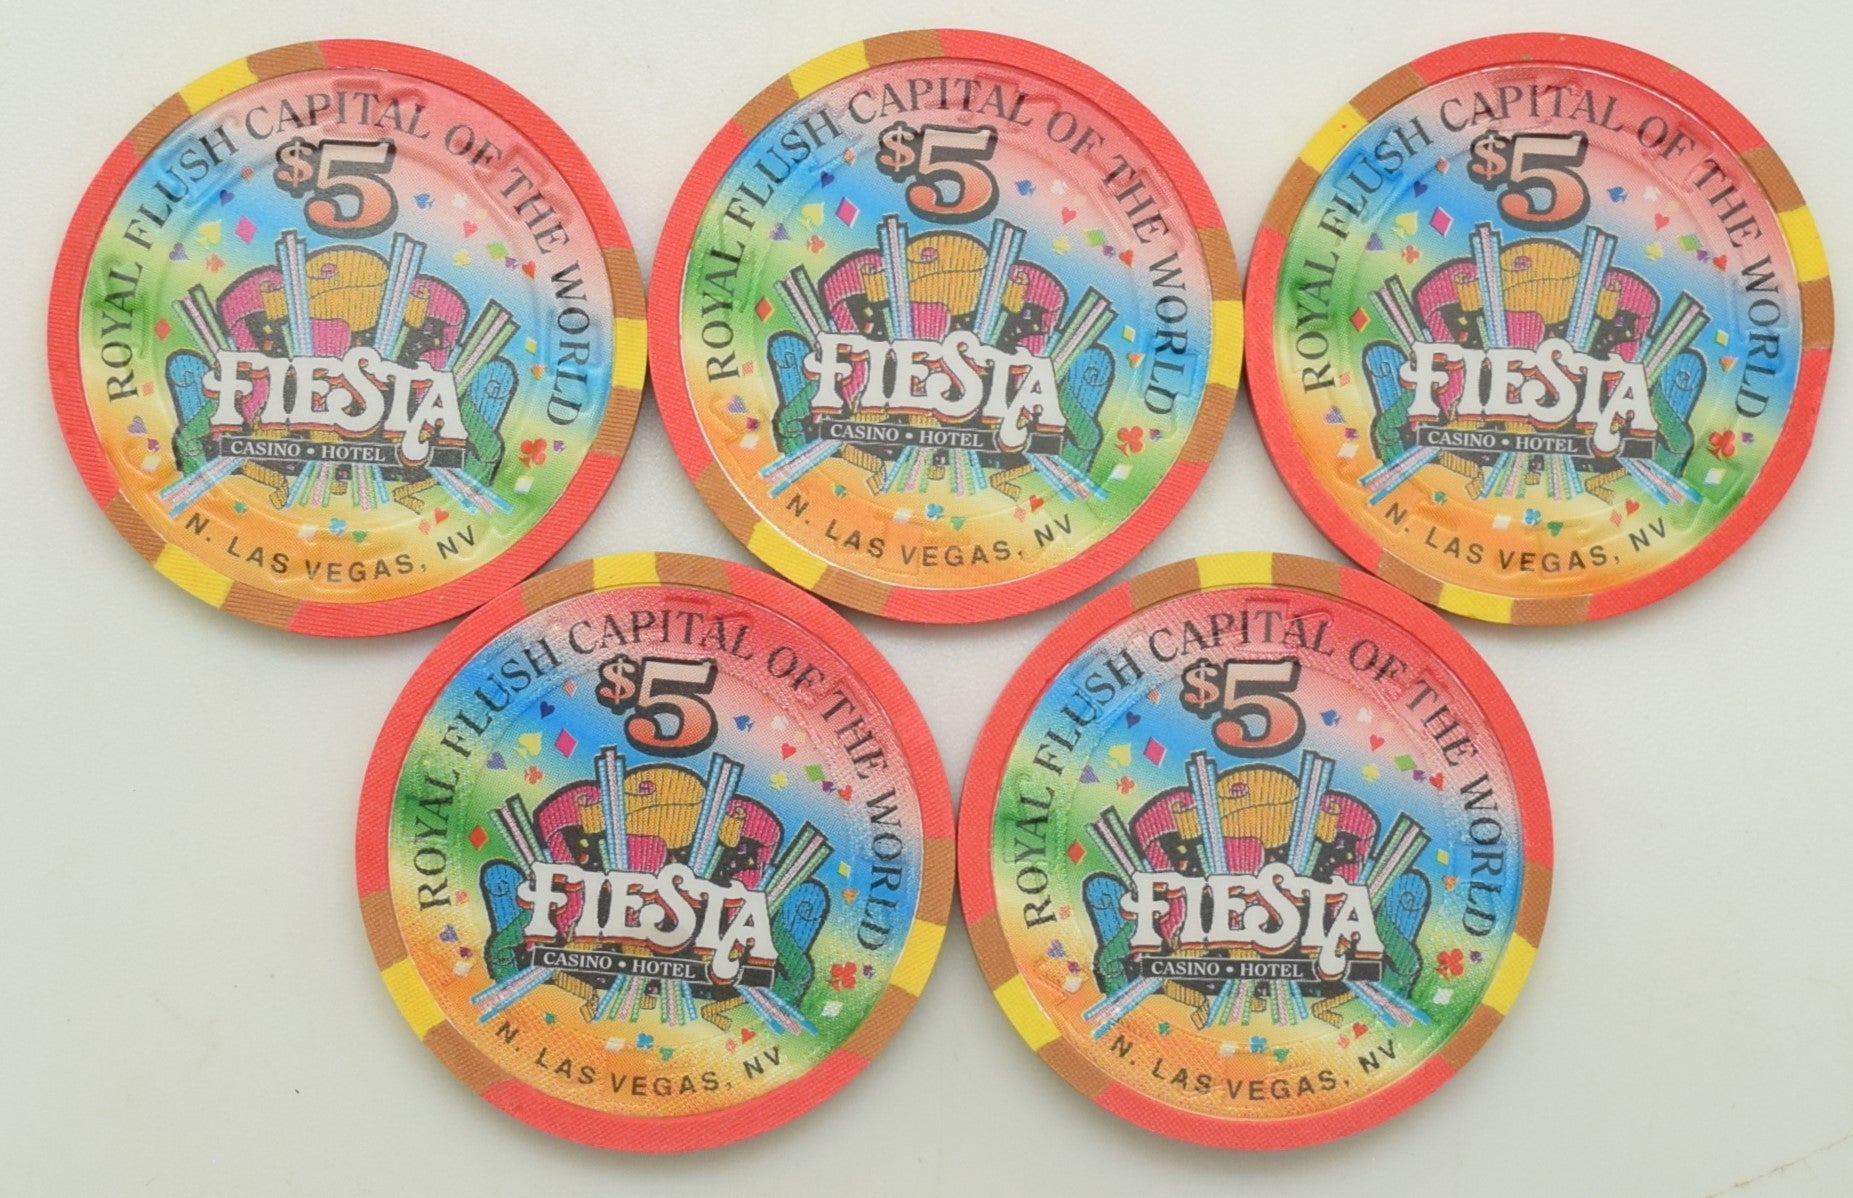 ROYAL FLUSH CAPITAL OF THE WORLD
$5
FIESTA
CASINO • HOTEL
N. LAS VEGAS, NV
ROYAL FLUSH CAPITAL OF THE WORLD
$5
FIESTA
CASINO • HOTEL
N. LAS VEGAS, NV
ROYAL FLUSH CAPITAL OF THE WORLD
$5
FIESTA
CASINO • HOTEL
N. LAS VEGAS, NV
ROYAL FLUSH CAPITAL OF THE WORLD
$5
FIESTA
CASINO • HOTEL
N. LAS VEGAS, NV
ROYAL FLUSH CAPITAL OF THE WORLD
$5
FIESTA
CASINO • HOTEL
N. LAS VEGAS, NV